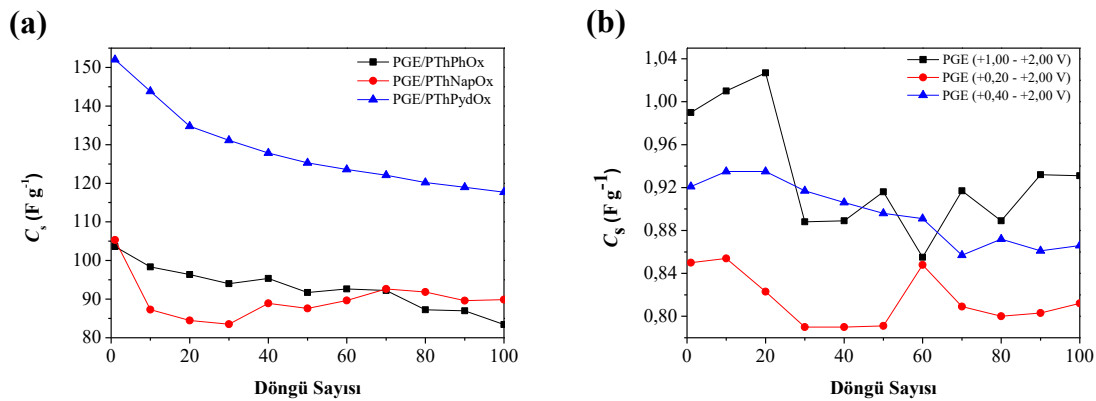 (a)
C_s (F g⁻¹)
150
140
130
120
110
100
90
80
PGE/PThPhOx
PGE/PThNapOx
PGE/PThPydOx
0 20 40 60 80 100
Döngü Sayısı
(b)
C_s (F g⁻¹)
1,04
1,00
0,96
0,92
0,88
0,84
0,80
PGE (+1,00 - +2,00 V)
PGE (+0,20 - +2,00 V)
PGE (+0,40 - +2,00 V)
0 20 40 60 80 100
Döngü Sayısı